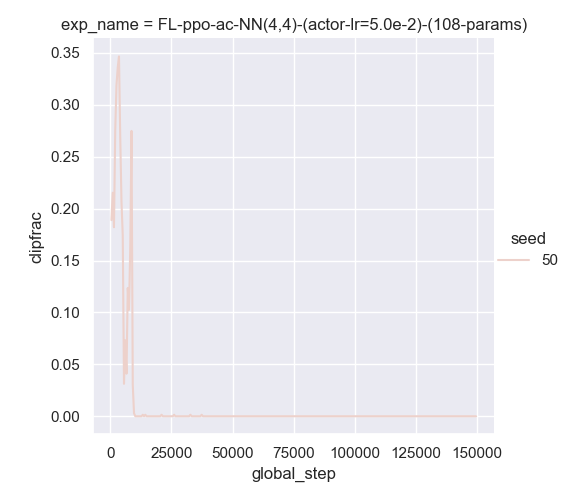 exp_name = FL-ppo-ac-NN(4,4)-(actor-lr=5.0e-2)-(108-params)
0.35
0.30
0.25
0.20
0.15
0.10
0.05
0.00
clipfrac
0 25000 50000 75000 100000 125000 150000
global_step
seed
50